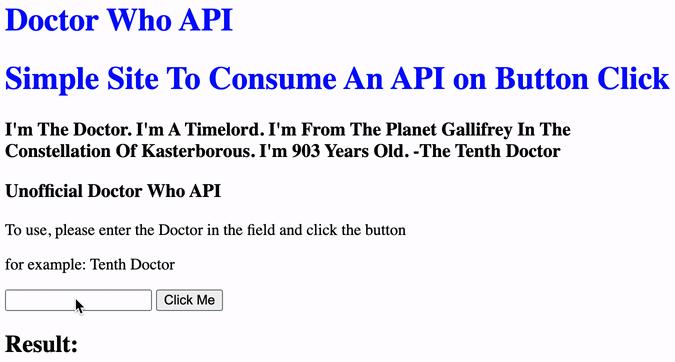 Doctor Who API
Simple Site To Consume An API on Button Click
I'm The Doctor. I'm A Timelord. I'm From The Planet Gallifrey In The
Constellation Of Kasterborous. I'm 903 Years Old. -The Tenth Doctor
Unofficial Doctor Who API
To use, please enter the Doctor in the field and click the button
for example: Tenth Doctor
Click Me
Result: